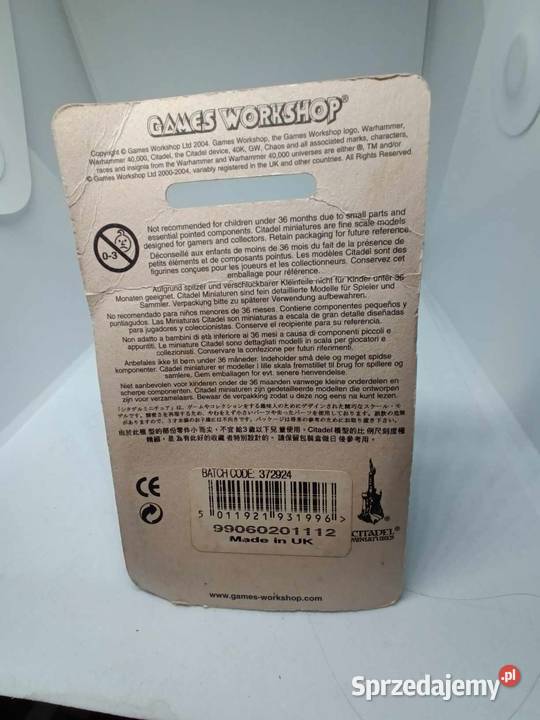 GAMES WORKSHOP®
Copyright © Games Workshop Ltd 2004. Games Workshop, the Games Workshop logo, Warhammer,
Warhammer 40,000, Citadel, the Citadel device, 40K, GW, Chaos and all associated marks, characters,
races and insignia from the Warhammer and Warhammer 40,000 universes are either ®, TM and/or
© Games Workshop Ltd 2000-2004, variably registered in the UK and other countries. All Rights Reserved.
0-3
Not recommended for children under 36 months due to small parts and
essential pointed components. Citadel miniatures are fine scale models
designed for gamers and collectors. Retain packaging for future reference.
Déconseillé aux enfants de moins de 36 mois du fait de la présence de
petits éléments et de composants pointus. Les modèles Citadel sont des
figurines conçues pour les joueurs et les collectionneurs. Conservez cet
emballage pour référence.
Aufgrund spitzer und verschluckbarer Kleinteile nicht für Kinder unter 36
Monaten geeignet. Citadel Miniaturen sind fein detaillierte Modelle für Spieler und
Sammler. Verpackung bitte zu späterer Verwendung aufbewahren.
No recomendado para niños menores de 36 meses. Contiene componentes pequeños y
puntiagudos. Las Miniaturas Citadel son artículos a escala de gran detalle diseñadas
para jugadores y coleccionistas. Conserve el recipiente para su referencia.
Non adatto a bambini di età inferiore ai 36 mesi a causa di componenti piccoli e
appuntiti. Le miniature Citadel sono dettagliati modelli in scala per giocatori e
collezionisti. Conservare la confezione per futuri riferimenti.
Anbefales ikke til børn under 36 måneder. Indeholder små dele og meget spidse
komponenter. Citadel miniaturer er modeller i lille skala fremstillet til brug for spillere og
samlere. Gem emballagen for evt. senere henvendelse.
Niet aanbevolen voor kinderen onder de 36 maanden vanwege kleine onderdelen en
scherpe componenten. Citadel miniaturen zijn gedetailleerde modellen die ontworpen
zijn voor verzamelaars. Bewaar de verpakking zodat u deze nog eens na kunt lezen.
BATCH CODE: 372924
5 011921 931996 >
99060201112
Made in UK
CE
CITADEL®
MINIATURES
www.games-workshop.com
Sprzedajemy.pl